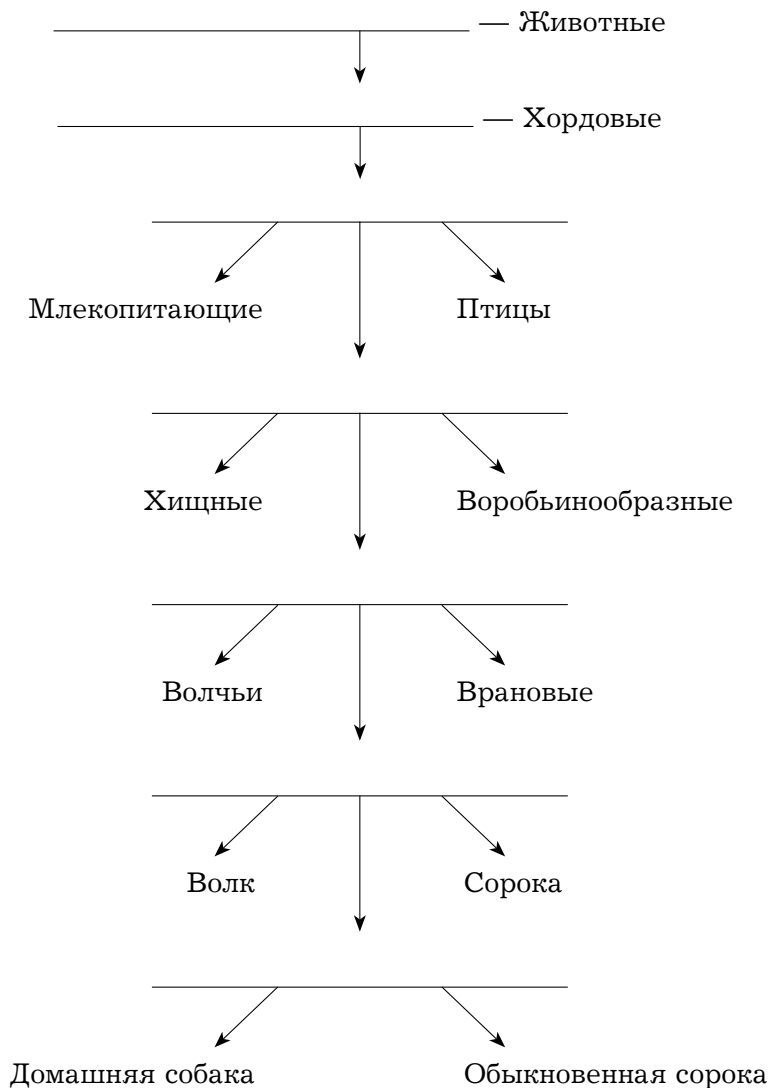 — Животные
— Хордовые
Млекопитающие Птицы
Хищные Воробьинообразные
Волчьи Врановые
Волк Сорока
Домашняя собака Обыкновенная сорока